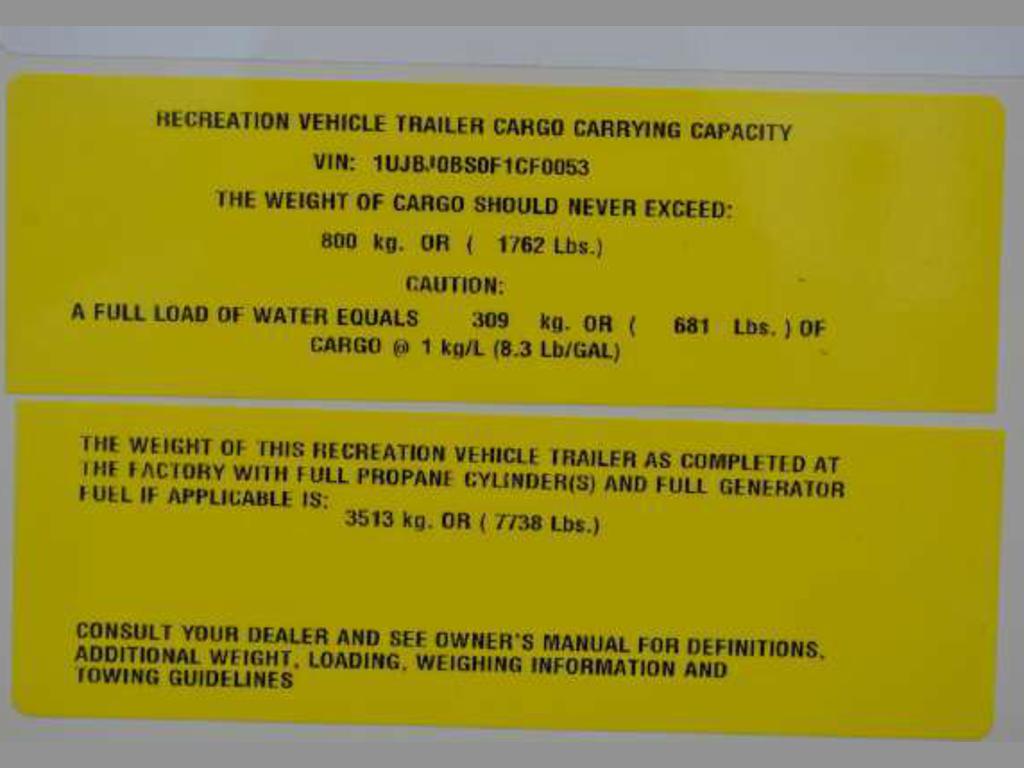 RECREATION VEHICLE TRAILER CARGO CARRYING CAPACITY
VIN: 1UJBJ0BS0F1CF0053
THE WEIGHT OF CARGO SHOULD NEVER EXCEED:
800 kg. OR ( 1762 Lbs.)
CAUTION:
A FULL LOAD OF WATER EQUALS 309 kg. OR ( 681 Lbs. ) OF
CARGO @ 1 kg/L (8.3 Lb/GAL)
THE WEIGHT OF THIS RECREATION VEHICLE TRAILER AS COMPLETED AT
THE FACTORY WITH FULL PROPANE CYLINDER(S) AND FULL GENERATOR
FUEL IF APPLICABLE IS:
3513 kg. OR ( 7738 Lbs.)
CONSULT YOUR DEALER AND SEE OWNER'S MANUAL FOR DEFINITIONS,
ADDITIONAL WEIGHT, LOADING, WEIGHING INFORMATION AND
TOWING GUIDELINES